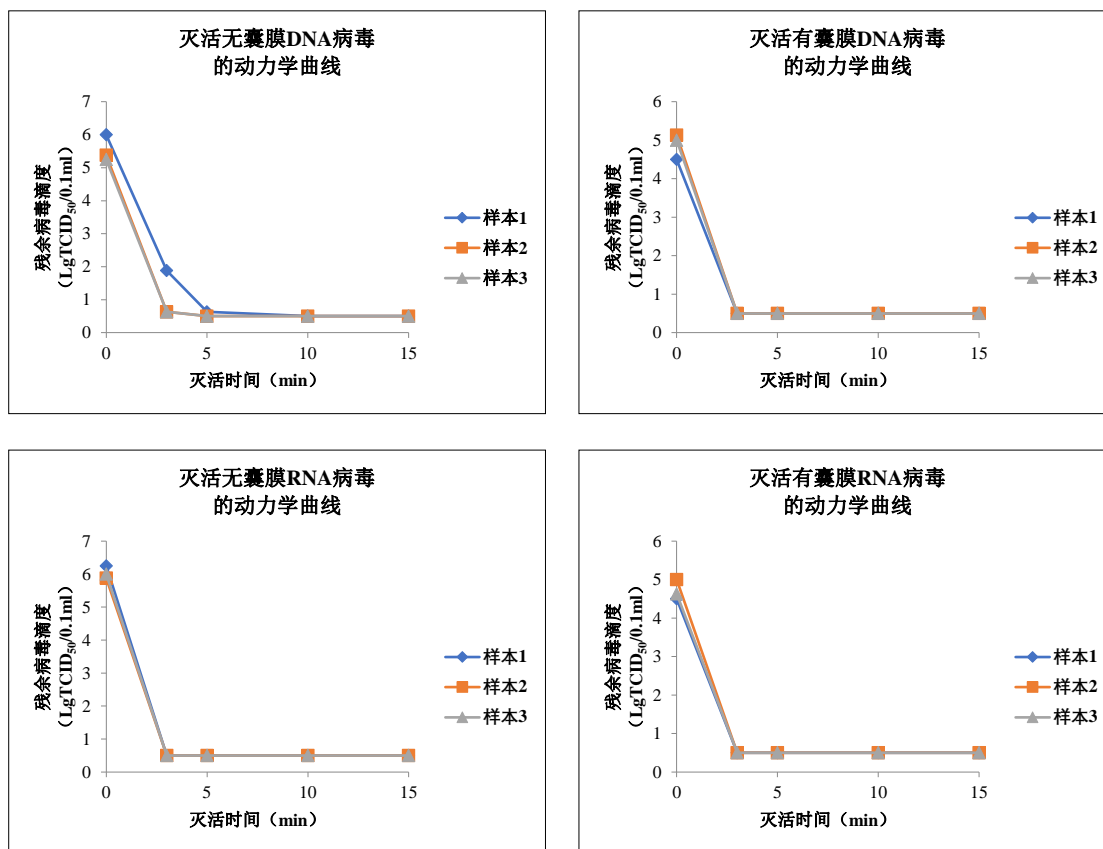 灭活无囊膜DNA病毒
的动力学曲线
残余病毒滴度
（LgTCID50/0.1ml）
7
6
5
4
3
2
1
0
0 5 10 15
灭活时间（min）
样本1
样本2
样本3
灭活有囊膜DNA病毒
的动力学曲线
残余病毒滴度
（LgTCID50/0.1ml）
6
5
4
3
2
1
0
0 5 10 15
灭活时间（min）
样本1
样本2
样本3
灭活无囊膜RNA病毒
的动力学曲线
残余病毒滴度
（LgTCID50/0.1ml）
7
6
5
4
3
2
1
0
0 5 10 15
灭活时间（min）
样本1
样本2
样本3
灭活有囊膜RNA病毒
的动力学曲线
残余病毒滴度
（LgTCID50/0.1ml）
6
5
4
3
2
1
0
0 5 10 15
灭活时间（min）
样本1
样本2
样本3